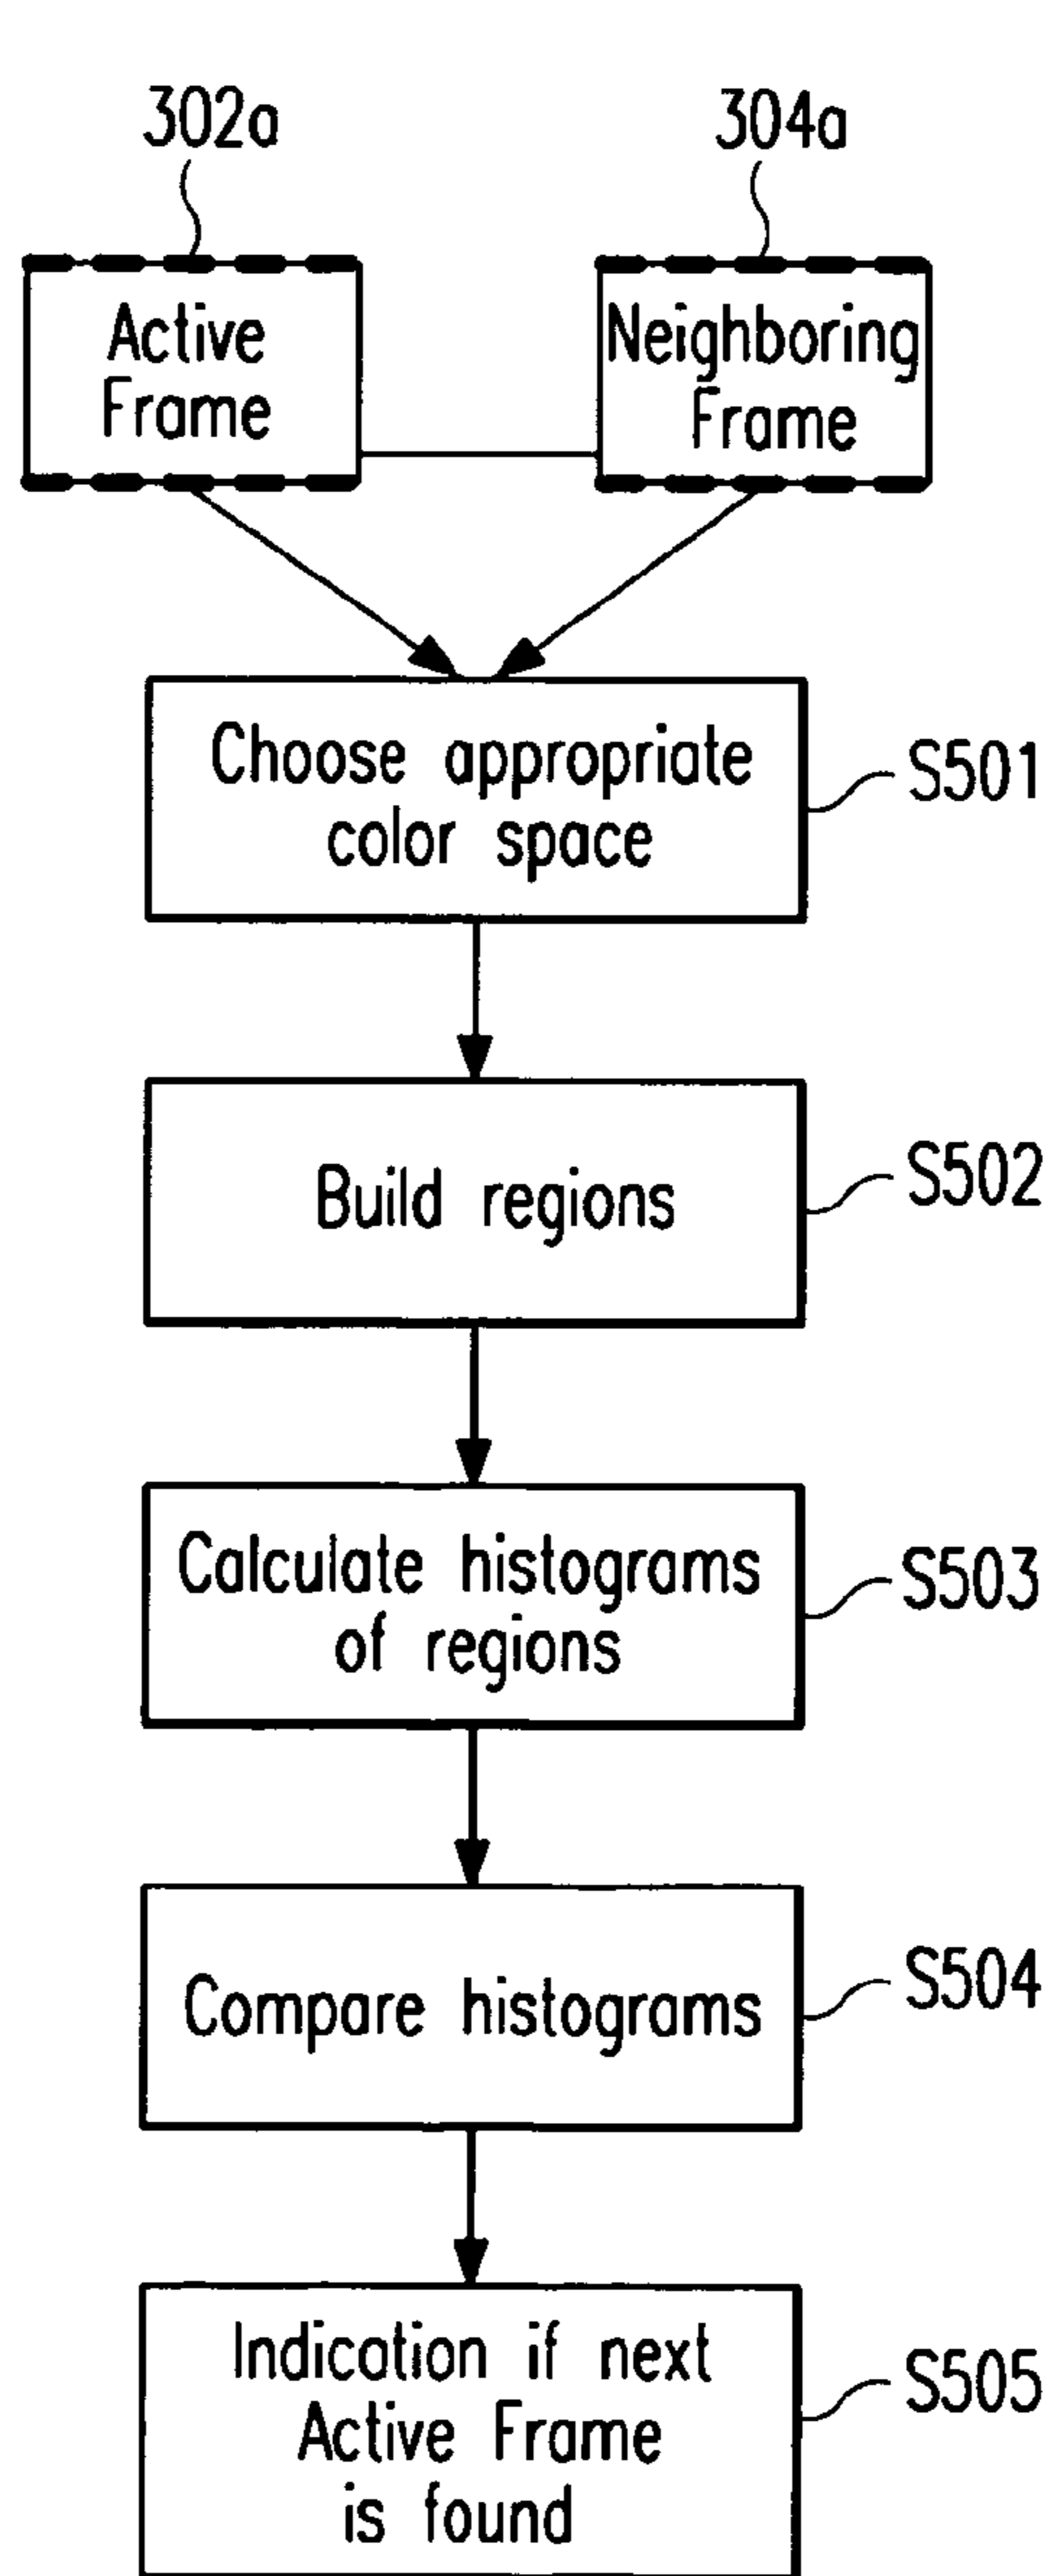 302a
304a
Active
Frame
Neighboring
Frame
Choose appropriate
color space
S501
Build regions
S502
Calculate histograms
of regions
S503
Compare histograms
S504
Indication if next
Active Frame
is found
S505